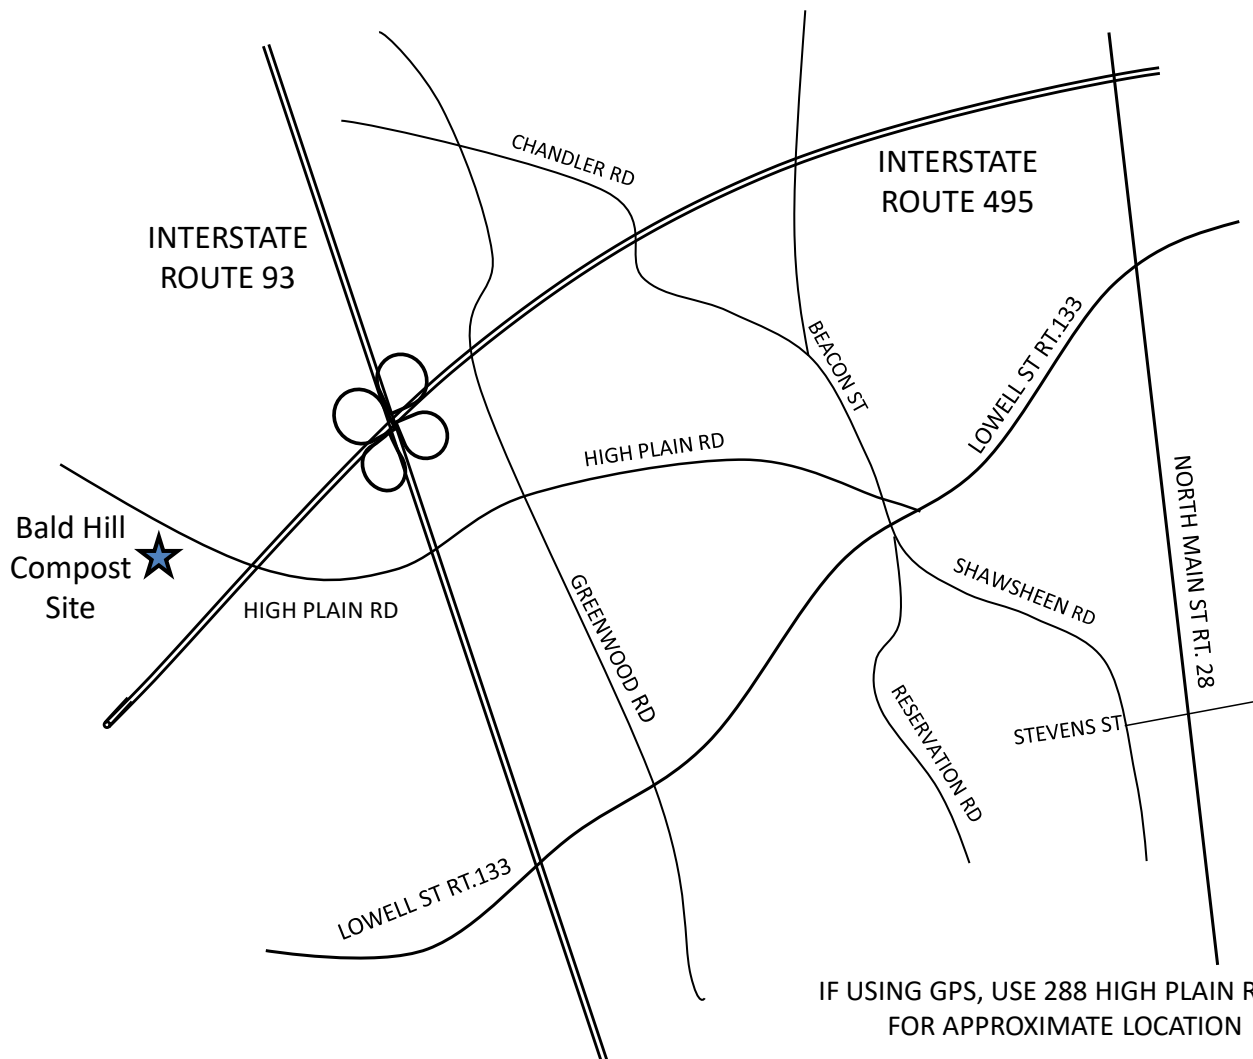 CHANDLER RD
INTERSTATE
ROUTE 495
INTERSTATE
ROUTE 93
BEACON ST
LOWELL ST RT.133
HIGH PLAIN RD
NORTH MAIN ST RT. 28
Bald Hill
Compost
Site
HIGH PLAIN RD
GREENWOOD RD
SHAWSHEEN RD
RESERVATION RD
STEVENS ST
LOWELL ST RT.133
IF USING GPS, USE 288 HIGH PLAIN
FOR APPROXIMATE LOCATION